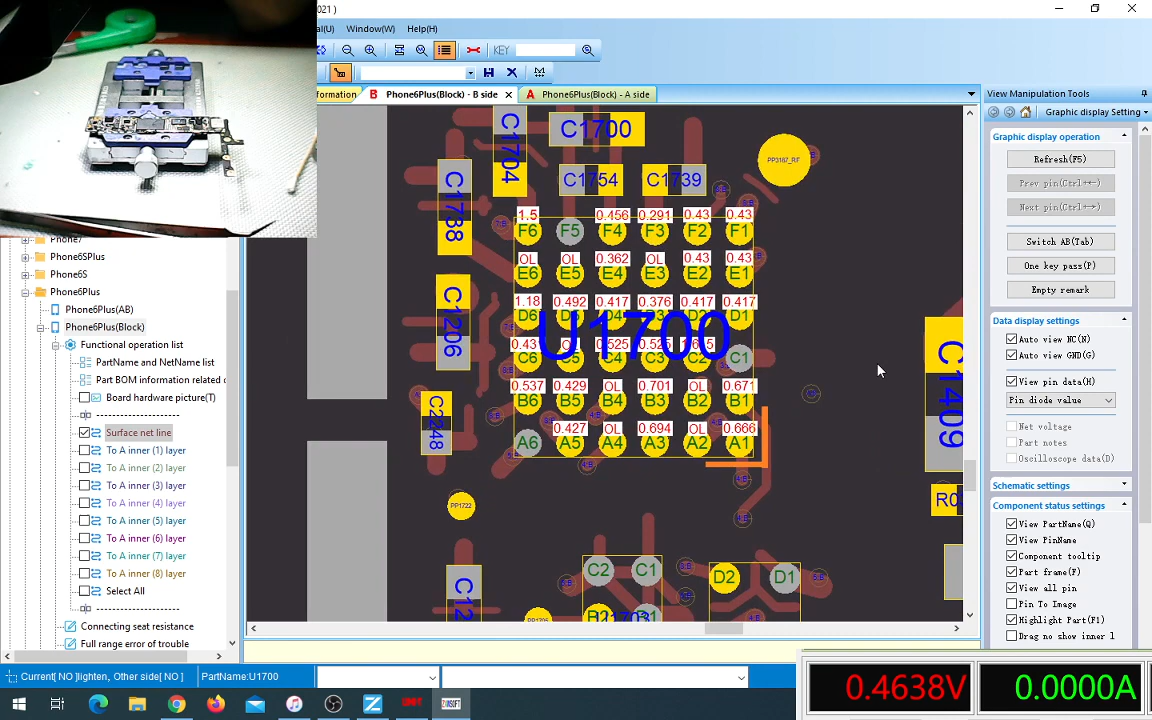 021 )
al(U) Window(W) Help(H)
KEY
formation B Phone6Plus(Block) - B side A Phone6Plus(Block) - A side
Phone7
Phone6SPlus
Phone6S
Phone6Plus
Phone6Plus(AB)
Phone6Plus(Block)
Functional operation list
PartName and NetName list
Part BOM information related c
Board hardware picture(T)
Surface net line
To A inner (1) layer
To A inner (2) layer
To A inner (3) layer
To A inner (4) layer
To A inner (5) layer
To A inner (6) layer
To A inner (7) layer
To A inner (8) layer
Select All
Connecting seat resistance
Full range error of trouble
C1704 C1700
C1738 C1754 C1739
PP3167_RF
1.5 0.456 0.291 0.43 0.43
F6 F5 F4 F3 F2 F1
OL OL 0.362 OL 0.43 0.43
E6 E5 E4 E3 E2 E1
1.18 0.492 0.417 0.376 0.417 0.417
D6 D1
U1700
C1206
0.43 0.525
C6 C5 C4 C3 C2 C1
0.537 0.429 OL 0.701 OL 0.671
B6 B5 B4 B3 B2 B1
0.427 OL 0.694 OL 0.666
A6 A5 A4 A3 A2 A1
C2248
C1409
PP1722
R0
C2 C1
D2 D1
C12
View Manipulation Tools
Graphic display Setting
Graphic display operation
Refresh(F5)
Prev pin(Ctrl+←)
Next pin(Ctrl+→)
Switch AB(Tab)
One key pass(P)
Empty remark
Data display settings
Auto view NC(N)
Auto view GND(G)
View pin data(H)
Pin diode value
Net voltage
Part notes
Oscilloscope data(D)
Schematic settings
Component status settings
View PartName(Q)
View PinName
Component tooltip
Part frame(F)
View all pin
Pin To Image
Highlight Part(F1)
Drag no show inner l
Current[ NO ]lighten, Other side[ NO ] PartName:U1700
0.4638V 0.0000A